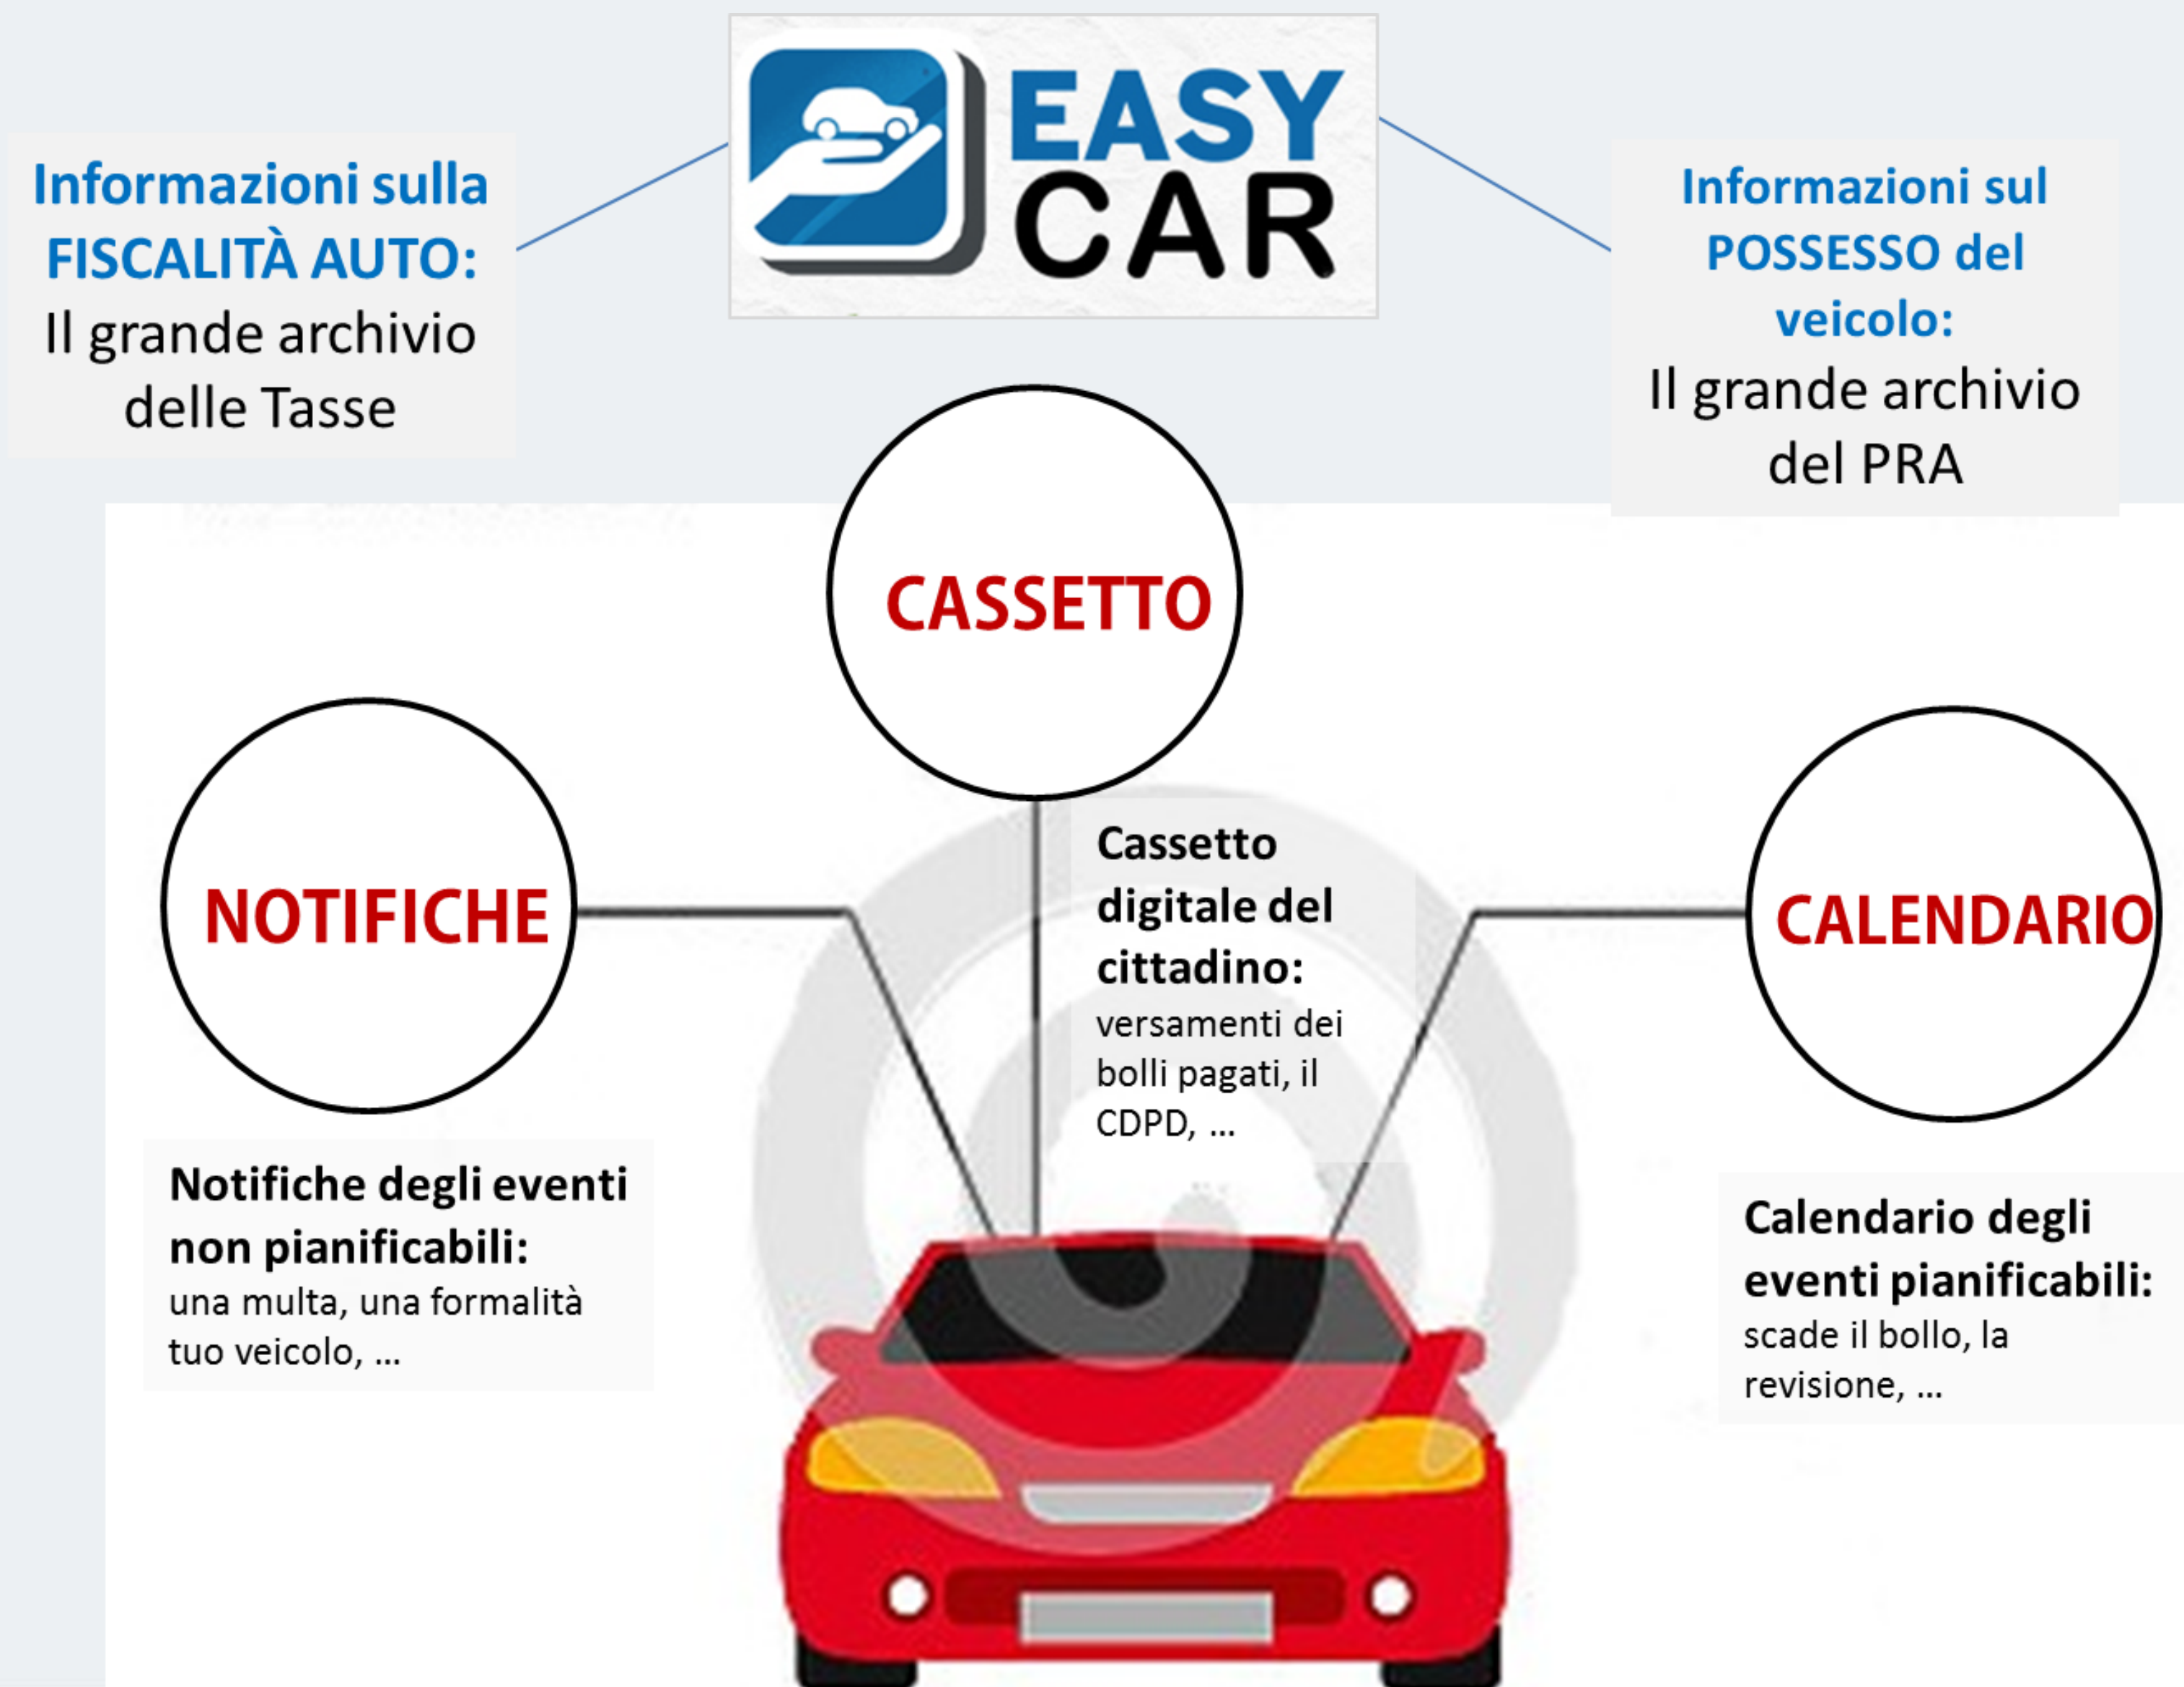 EASY
CAR
Informazioni sulla
FISCALITÀ AUTO:
Il grande archivio
delle Tasse
Informazioni sul
POSSESSO del
veicolo:
Il grande archivio
del PRA
CASSETTO
Cassetto
digitale del
cittadino:
versamenti dei
bolli pagati, il
CDPD, ...
NOTIFICHE
Notifiche degli eventi
non pianificabili:
una multa, una formalità
tuo veicolo, ...
CALENDARIO
Calendario degli
eventi pianificabili:
scade il bollo, la
revisione, ...